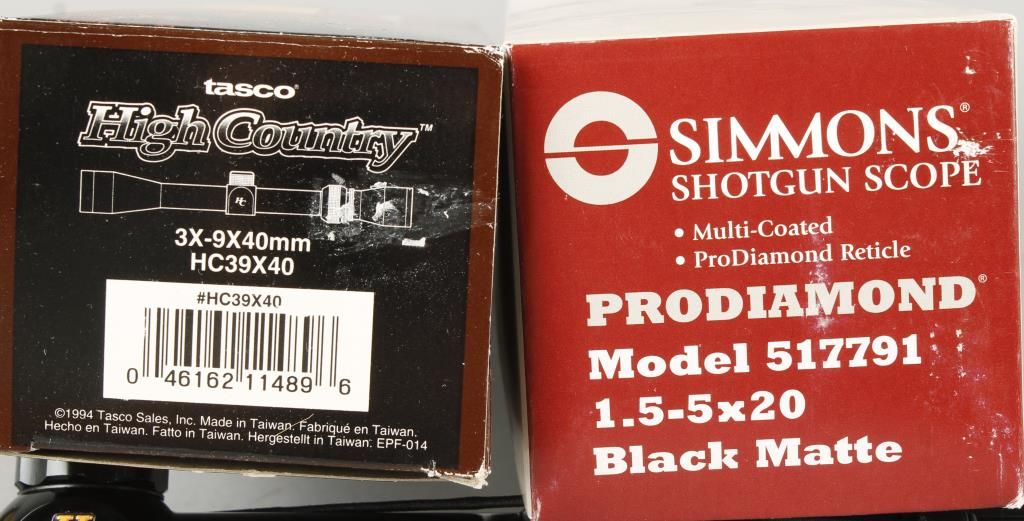 tasco®
High Country™
HC
3X-9X40mm
HC39X40
#HC39X40
0 46162 11489 6
©1994 Tasco Sales, Inc. Made in Taiwan. Fabriqué en Taiwan.
Hecho en Taiwan. Fatto in Taiwan. Hergestellt in Taiwan. EPF-014
SIMMONS®
SHOTGUN SCOPE
• Multi-Coated
• ProDiamond Reticle
PRODIAMOND®
Model 517791
1.5-5x20
Black Matte